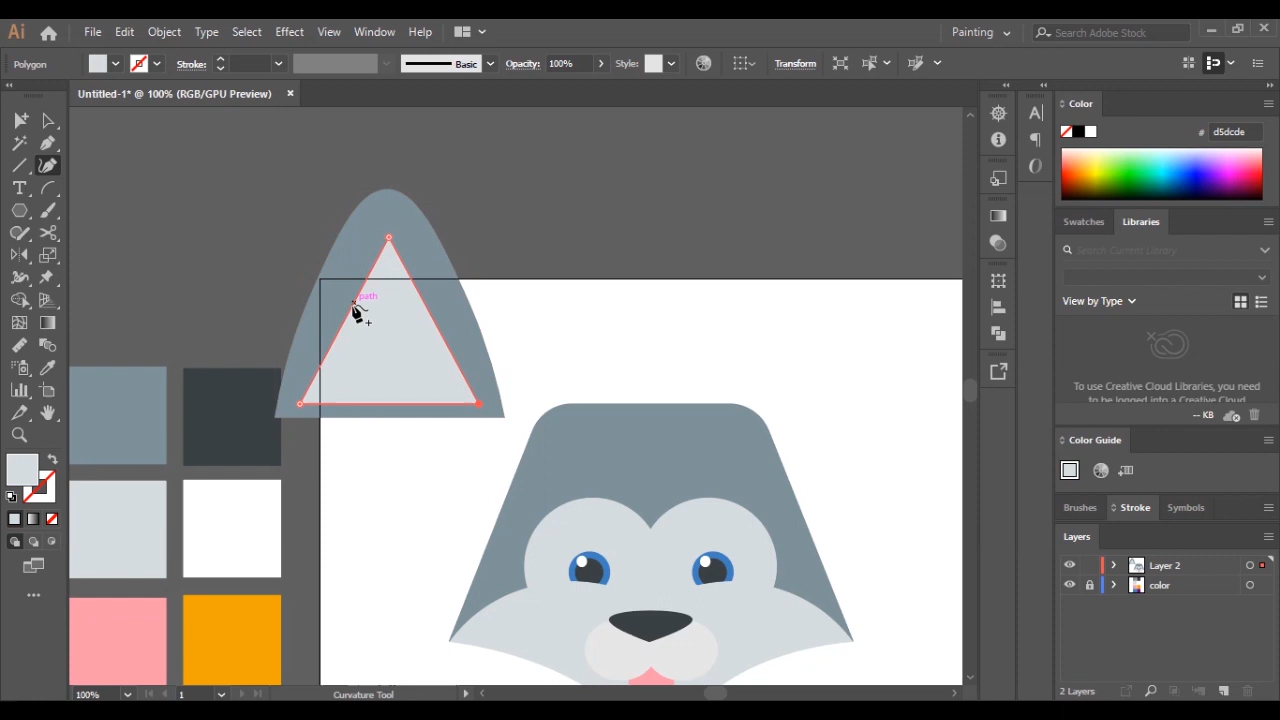 Ai File Edit Object Type Select Effect View Window Help Painting Search Adobe Stock
Polygon Stroke: Basic Opacity: 100% Style: Transform
Untitled-1* @ 100% (RGB/GPU Preview) ×
Color
# d5dcde
Swatches Libraries
Search Current Library
View by Type
To use Creative Cloud Libraries, you need
to be logged into a Creative Cloud
-- KB
Color Guide
Brushes Stroke Symbols
Layers
Layer 2
color
2 Layers
path
100% 1 Curvature Tool